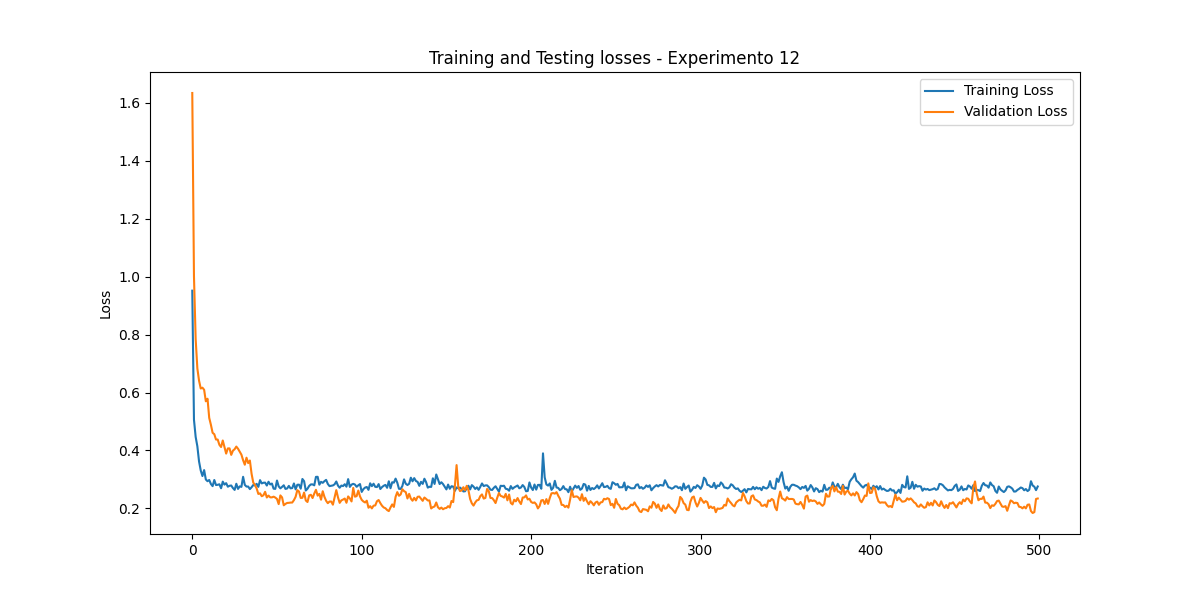 Training and Testing losses - Experimento 12
Training Loss
Validation Loss
1.6
1.4
1.2
1.0
0.8
0.6
0.4
0.2
Loss
0 100 200 300 400 500
Iteration